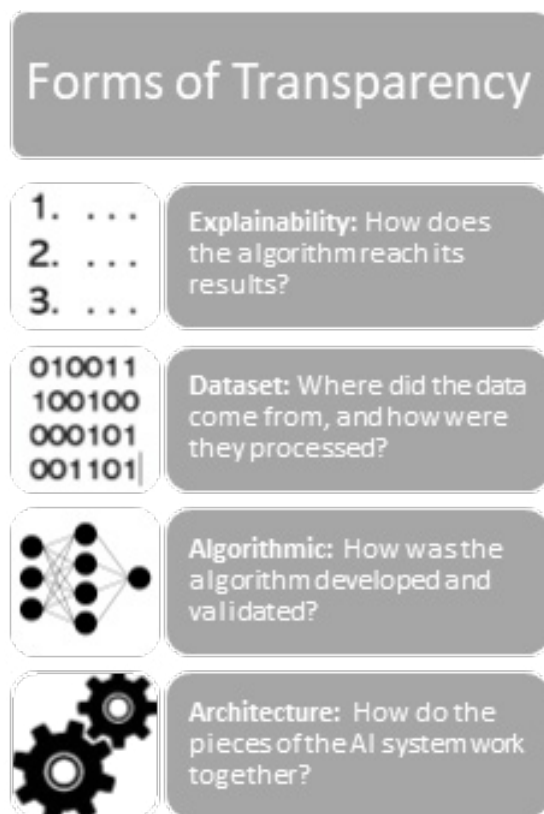 Forms of Transparency
1. ...
2. ...
3. ...
Explainability: How does
the algorithm reach its
results?
010011
100100
000101
001101
Dataset: Where did the data
come from, and how were
they processed?
Algorithmic: How was the
algorithm developed and
validated?
Architecture: How do the
pieces of the AI system work
together?